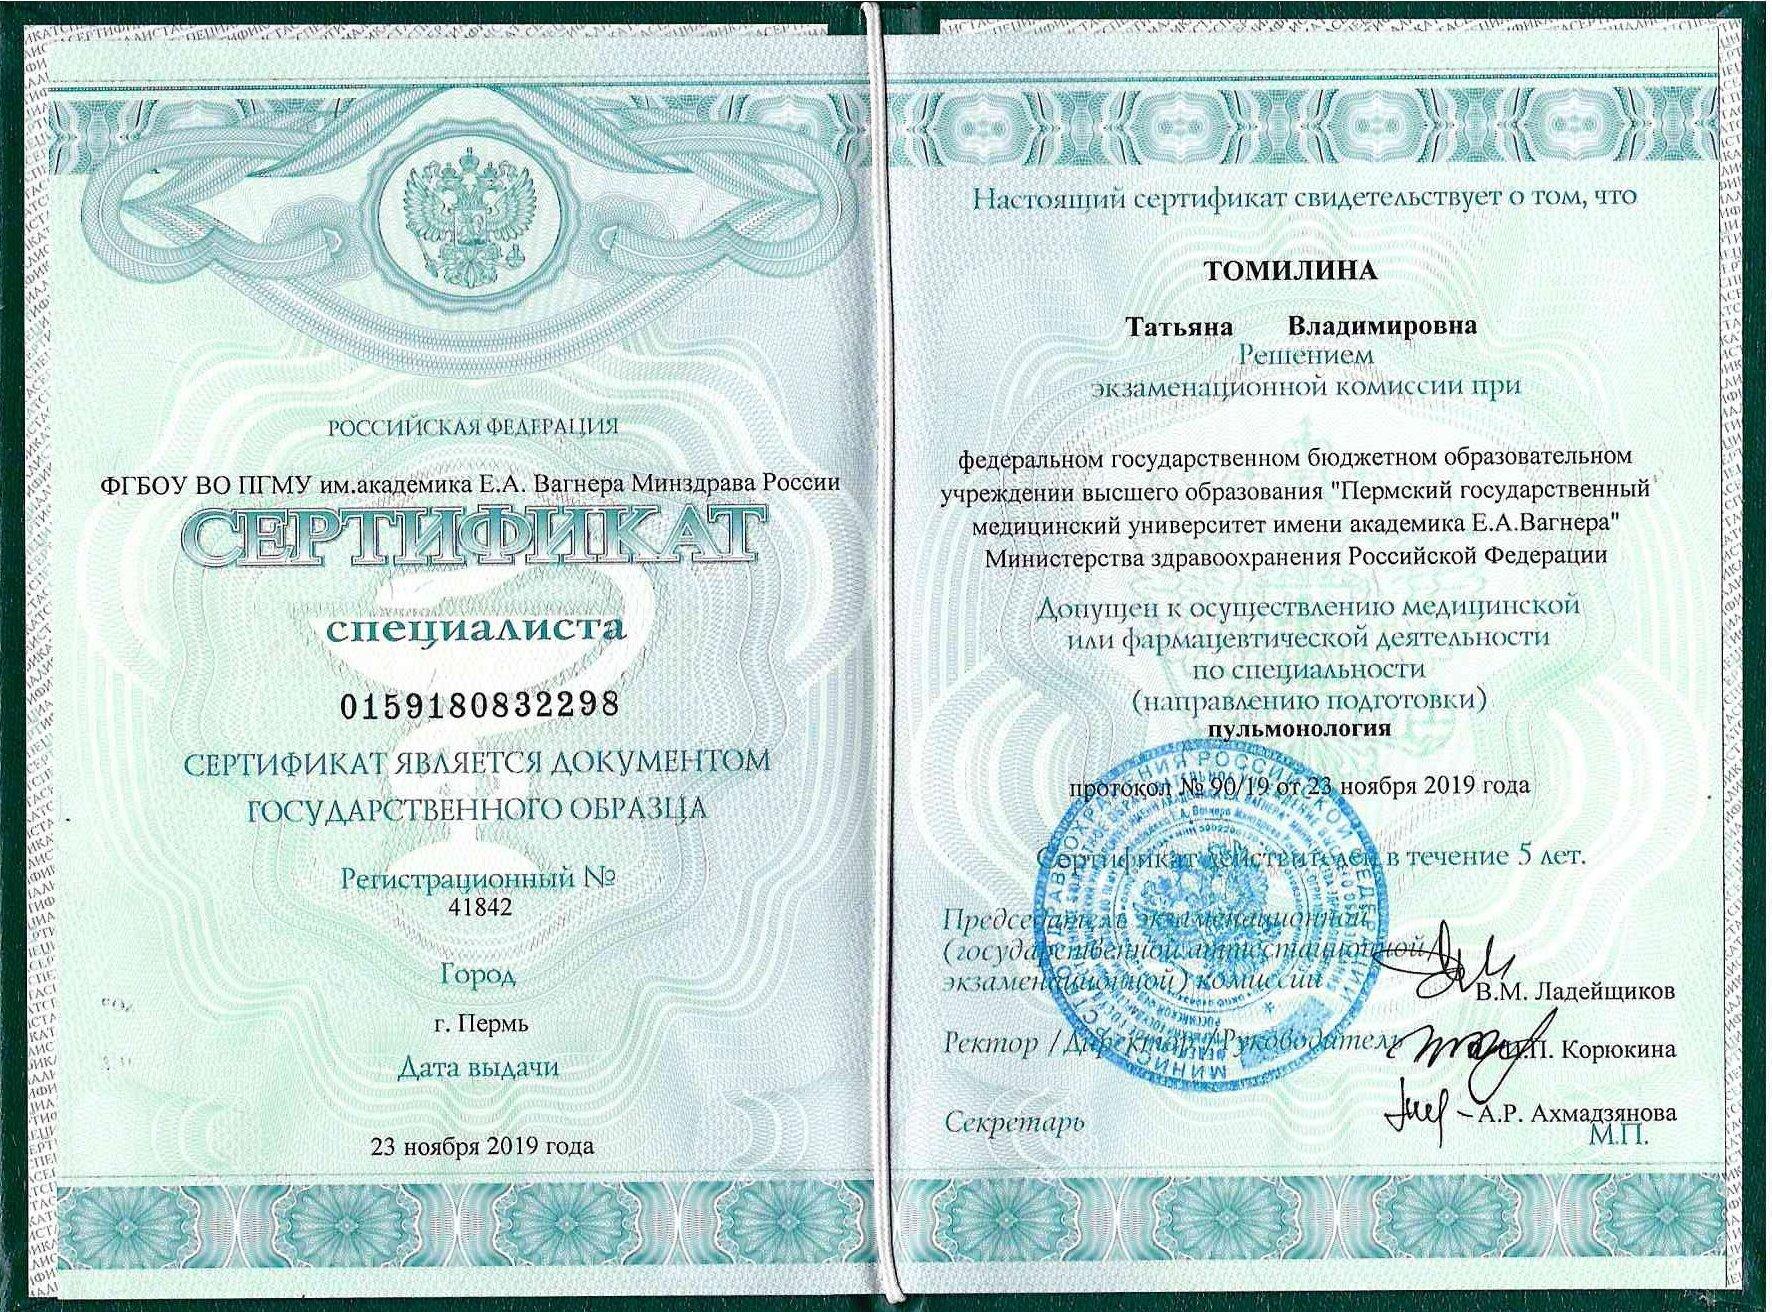 РОССИЙСКАЯ ФЕДЕРАЦИЯ
ФГБОУ ВО ПГМУ им.академика Е.А. Вагнера Минздрава России
СЕРТИФИКАТ
специалиста
0159180832298
СЕРТИФИКАТ ЯВЛЯЕТСЯ ДОКУМЕНТОМ
ГОСУДАРСТВЕННОГО ОБРАЗЦА
Регистрационный №
41842
Город
г. Пермь
Дата выдачи
23 ноября 2019 года
Настоящий сертификат свидетельствует о том, что
ТОМИЛИНА
Татьяна Владимировна
Решением
экзаменационной комиссии при
федеральном государственном бюджетном образовательном
учреждении высшего образования "Пермский государственный
медицинский университет имени академика Е.А.Вагнера"
Министерства здравоохранения Российской Федерации
Допущен к осуществлению медицинской
или фармацевтической деятельности
по специальности
(направлению подготовки)
пульмонология
протокол № 90/19 от 23 ноября 2019 года
Сертификат действителен в течение 5 лет.
Председатель экзаменационной
(государственной аттестационной/
экзаменационной) комиссии
В.М. Ладейщиков
Ректор / Директор / Руководитель
И.П. Корюкина
Секретарь
А.Р. Ахмадзянова
М.П.